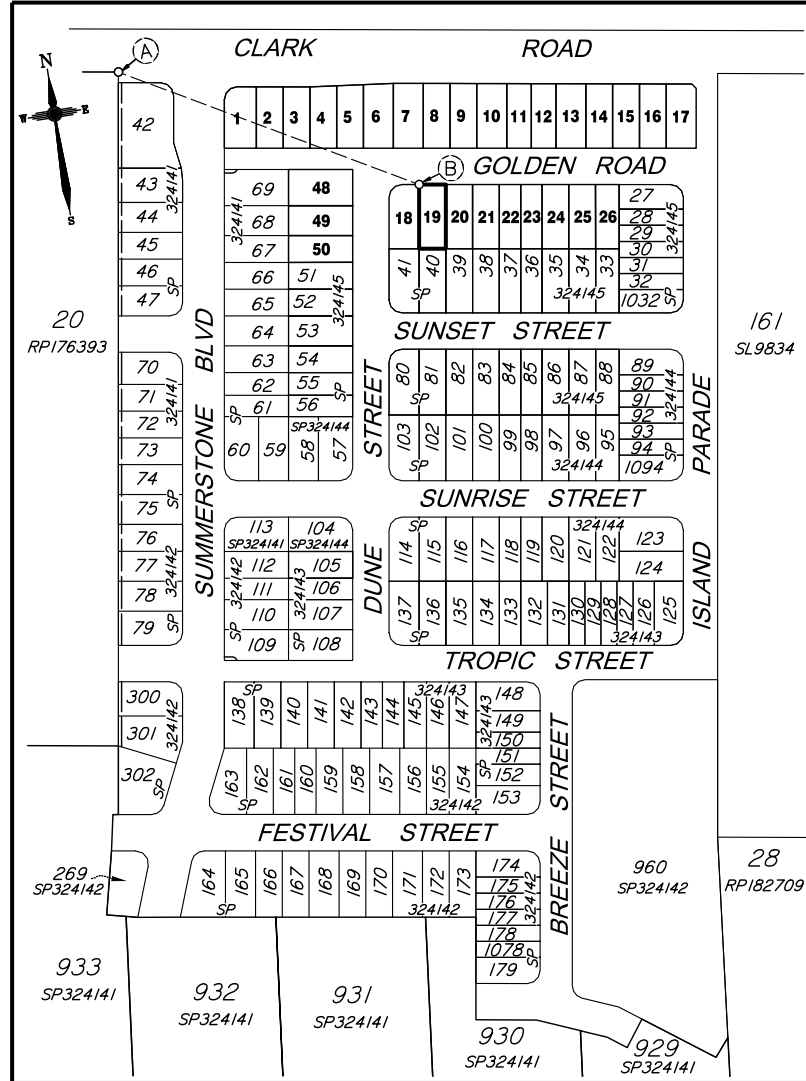 CLARK ROAD
A
N
W E
S
42
1 2 3 4 5 6 7 8 9 10 11 12 13 14 15 16 17
GOLDEN ROAD
B
43
44
45
46
47
324141
SP
69
68
67
66
65
64
63
62
61
60 59
324141
SP
48
49
50
51
52
53
54
55
56
58 57
324145
SP
SP324144
18 19 20 21 22 23 24 25 26
41 40 39 38 37 36 35 34 33
SP 324145
27
28
29
30
31
32
1032
324145
SP
20
RP176393
161
SL9834
SUMMERSTONE BLVD
SUNSET STREET
70
71
72
73
74
75
76
77
78
79
324141
SP
324142
SP
80 81 82 83 84 85 86 87 88
SP 324145
103 102 101 100 99 98 97 96 95
SP 324144
89
90
91
92
93
94
1094
324144
SP
DUNE STREET
ISLAND PARADE
SUNRISE STREET
113
SP324141
112
111
110
109
324142
SP
104
SP324144
105
106
107
108
324143
SP
114 115 116 117 118 119 120 121 122
SP 324144
123
124
137 136 135 134 133 132 131 130 129 128 127 126 125
SP 324143
TROPIC STREET
300
301
302
324142
SP
138 139 140 141 142 143 144 145 146 147
SP 324143
148
149
150
151
152
153
324143
SP
163 162 161 160 159 158 157 156 155 154
SP 324142
FESTIVAL STREET
BREEZE STREET
269
SP324142
164 165 166 167 168 169 170 171 172 173
SP 324142
174
175
176
177
178
1078
179
324142
SP
960
SP324142
28
RP182709
933
SP324141
932
SP324141
931
SP324141
930
SP324141
929
SP324141